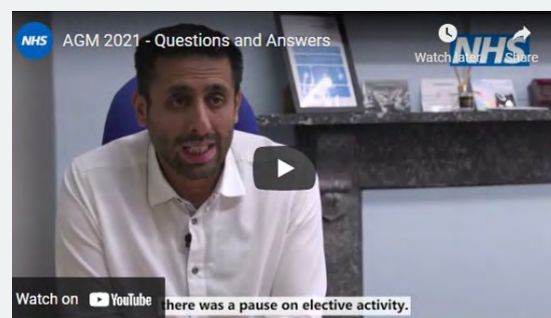 NHS AGM 2021 - Questions and Answers
NHS
Watch later Share
Watch on YouTube there was a pause on elective activity.